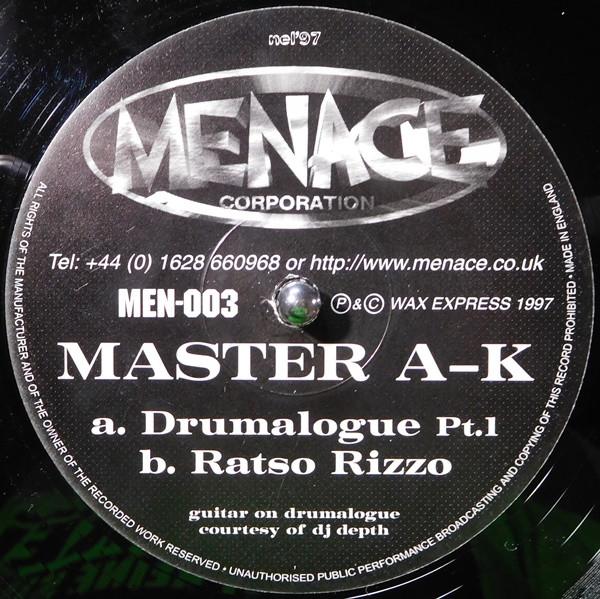 nel'97
MENACE
CORPORATION
Tel: +44 (0) 1628 660968 or http://www.menace.co.uk
MEN-003
Ⓟ&© WAX EXPRESS 1997
MASTER A-K
a. Drumalogue Pt.1
b. Ratso Rizzo
guitar on drumalogue
courtesy of dj depth
ALL RIGHTS OF THE MANUFACTURER AND OF THE OWNER OF THE RECORDED WORK RESERVED * UNAUTHORISED PUBLIC PERFORMANCE BROADCASTING AND COPYING OF THIS RECORD PROHIBITED * MADE IN ENGLAND